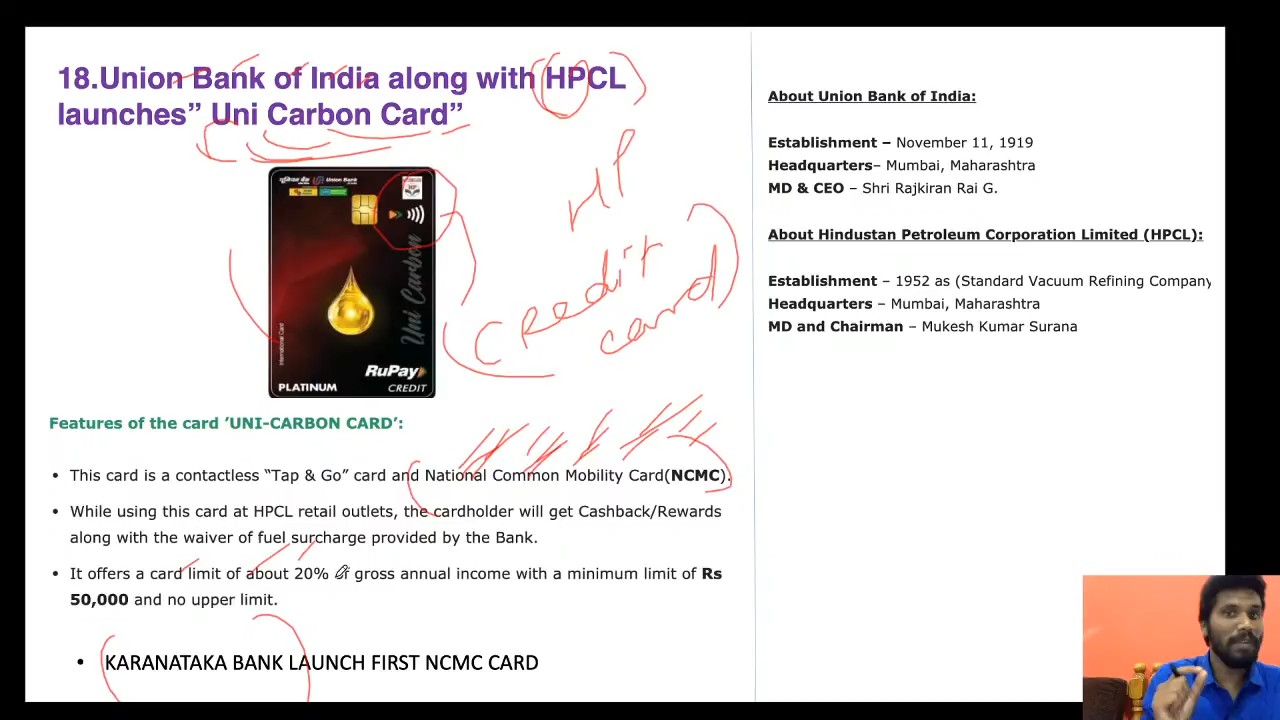 18.Union Bank of India along with HPCL
launches” Uni Carbon Card”
Union Bank
HP
HP
Credit
card
Uni Carbon
International Card
RuPay
PLATINUM
CREDIT
Features of the card ’UNI-CARBON CARD’:
• This card is a contactless “Tap & Go” card and National Common Mobility Card(NCMC).
• While using this card at HPCL retail outlets, the cardholder will get Cashback/Rewards
along with the waiver of fuel surcharge provided by the Bank.
• It offers a card limit of about 20% of gross annual income with a minimum limit of Rs
50,000 and no upper limit.
• KARANATAKA BANK LAUNCH FIRST NCMC CARD
About Union Bank of India:
Establishment – November 11, 1919
Headquarters– Mumbai, Maharashtra
MD & CEO – Shri Rajkiran Rai G.
About Hindustan Petroleum Corporation Limited (HPCL):
Establishment – 1952 as (Standard Vacuum Refining Company
Headquarters – Mumbai, Maharashtra
MD and Chairman – Mukesh Kumar Surana